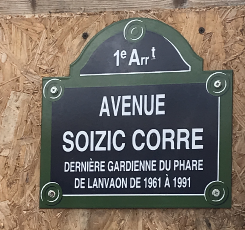 1e Arrt
AVENUE
SOIZIC CORRE
DERNIÈRE GARDIENNE DU PHARE
DE LANVAON DE 1961 À 1991